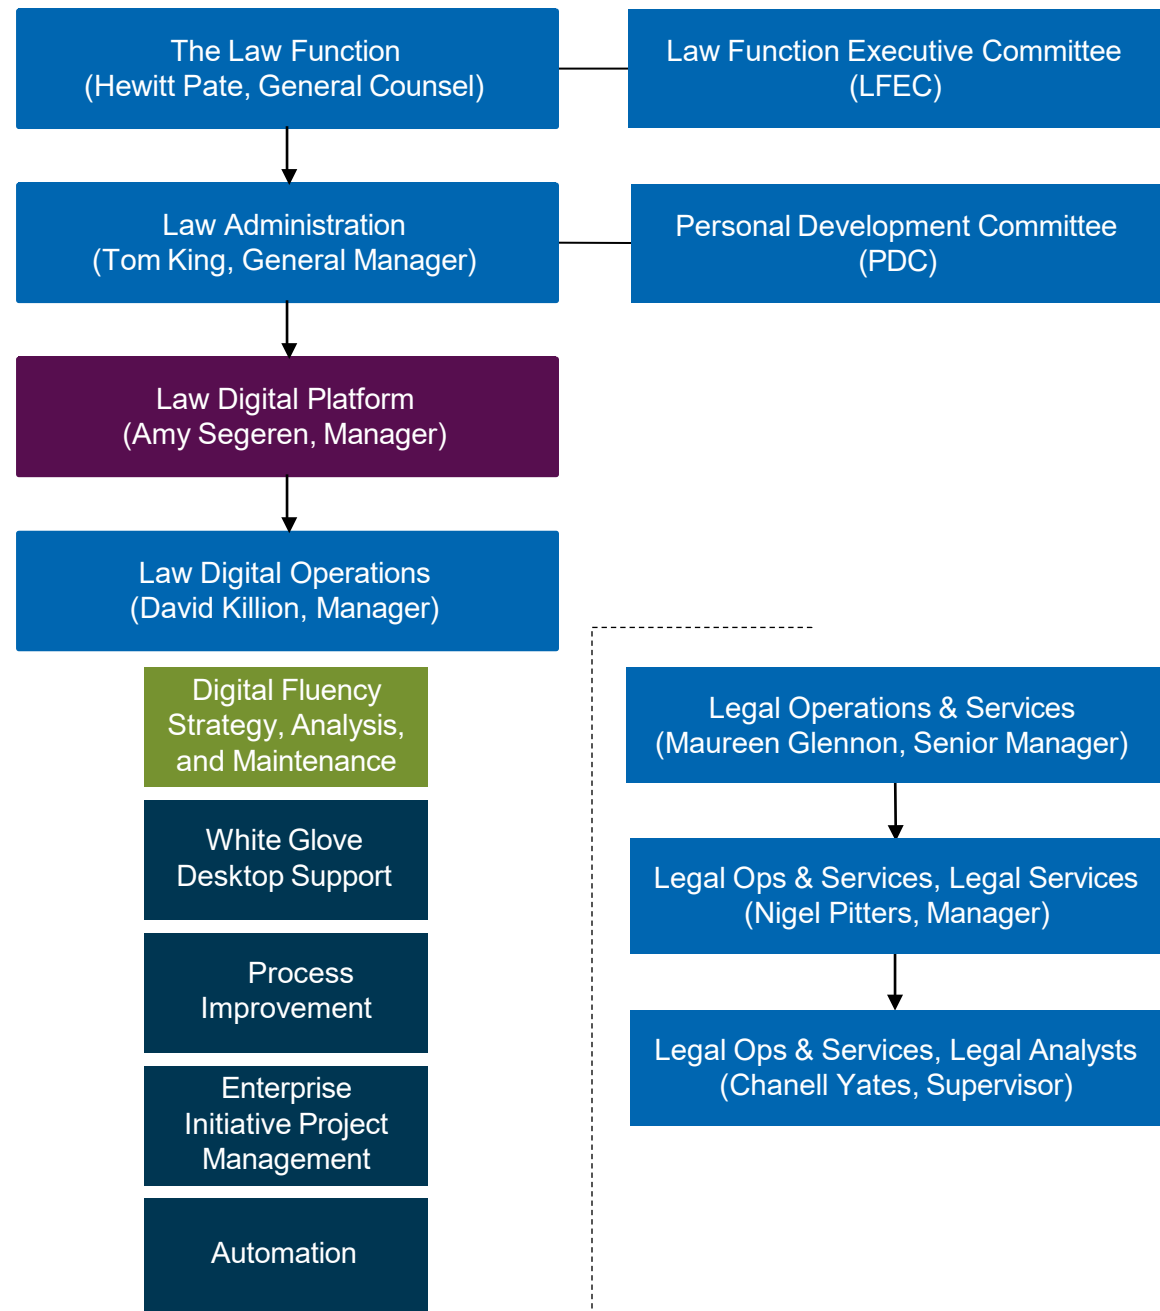 The Law Function
(Hewitt Pate, General Counsel)
Law Function Executive Committee
(LFEC)
Law Administration
(Tom King, General Manager)
Personal Development Committee
(PDC)
Law Digital Platform
(Amy Segeren, Manager)
Law Digital Operations
(David Killion, Manager)
Digital Fluency
Strategy, Analysis,
and Maintenance
White Glove
Desktop Support
Process
Improvement
Enterprise
Initiative Project
Management
Automation
Legal Operations & Services
(Maureen Glennon, Senior Manager)
Legal Ops & Services, Legal Services
(Nigel Pitters, Manager)
Legal Ops & Services, Legal Analysts
(Chanell Yates, Supervisor)